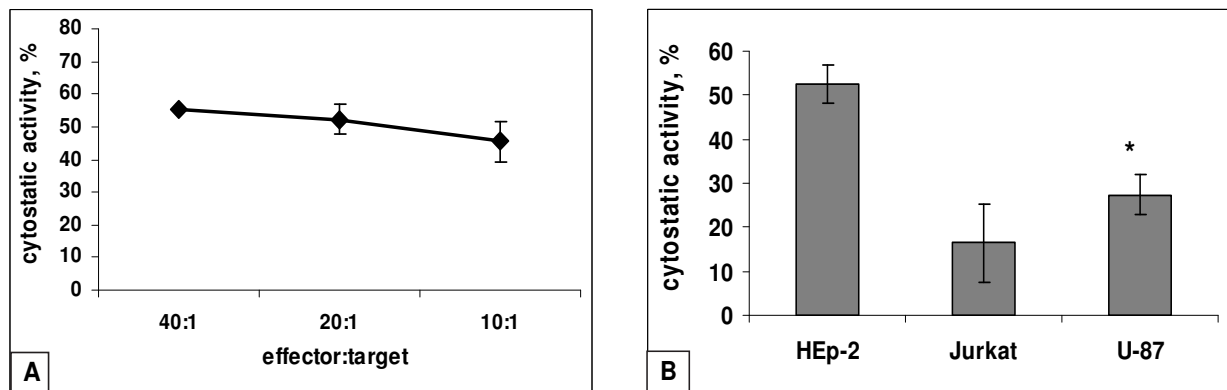 cytostatic activity, %
80
70
60
50
40
30
20
10
0
40:1 20:1 10:1
effector:target
A
cytostatic activity, %
60
50
40
30
20
10
0
*
HEp-2 Jurkat U-87
B